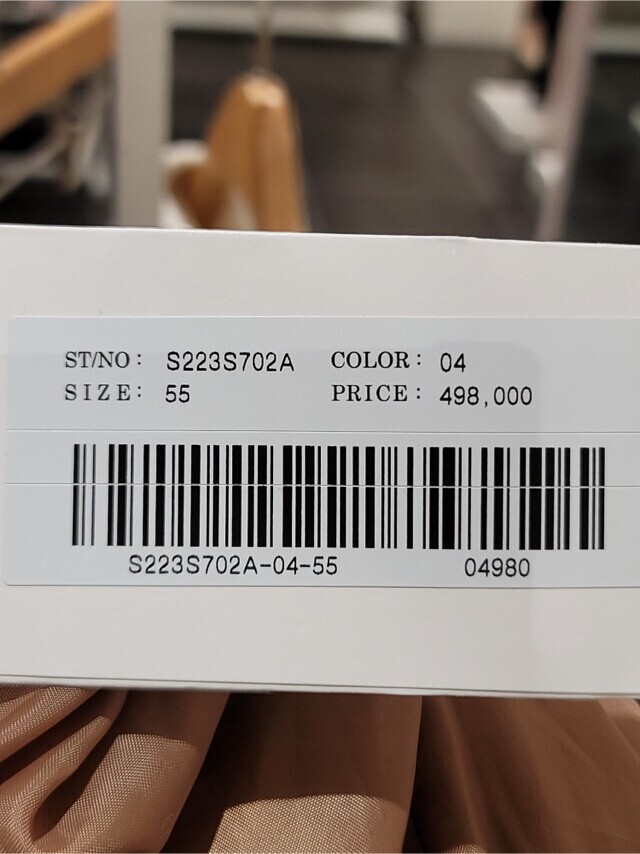 ST/NO : S223S702A COLOR : 04
SIZE : 55 PRICE : 498,000
S223S702A-04-55 04980